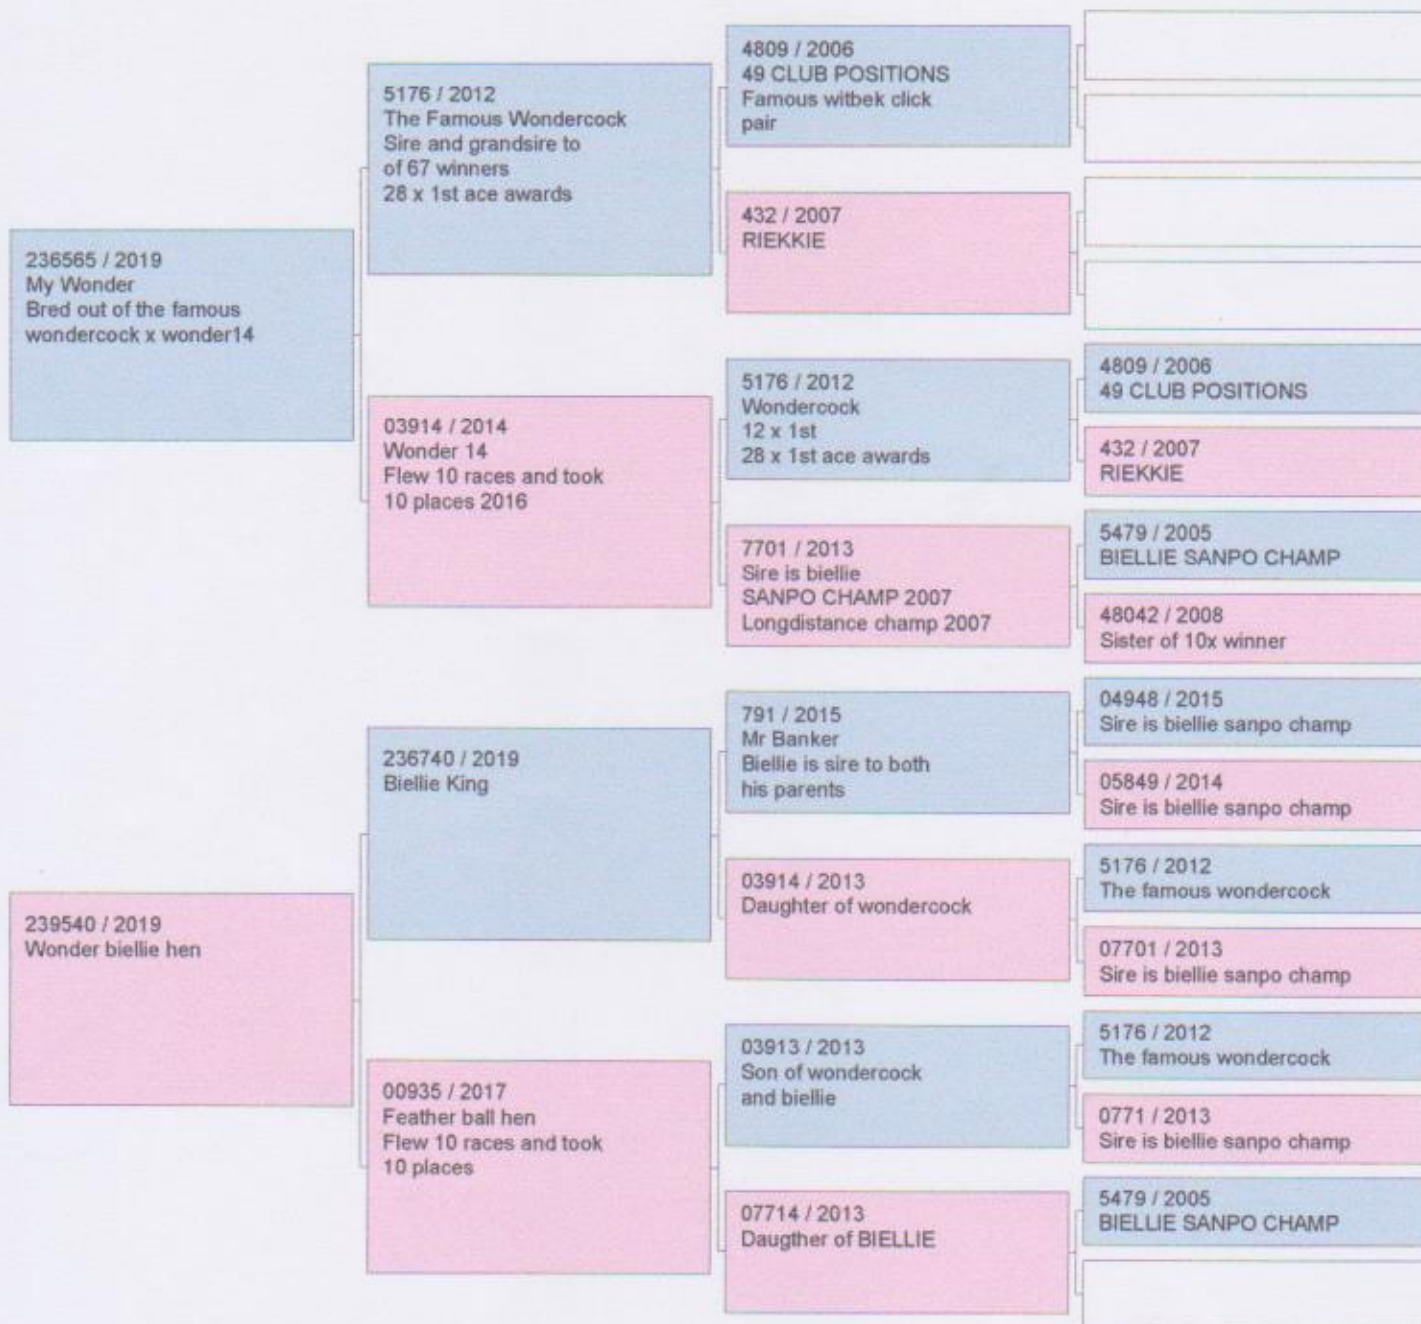 236565 / 2019
My Wonder
Bred out of the famous
wondercock x wonder14
239540 / 2019
Wonder biellie hen
5176 / 2012
The Famous Wondercock
Sire and grandsire to
of 67 winners
28 x 1st ace awards
03914 / 2014
Wonder 14
Flew 10 races and took
10 places 2016
236740 / 2019
Biellie King
00935 / 2017
Feather ball hen
Flew 10 races and took
10 places
4809 / 2006
49 CLUB POSITIONS
Famous witbek click
pair
432 / 2007
RIEKKIE
5176 / 2012
Wondercock
12 x 1st
28 x 1st ace awards
7701 / 2013
Sire is biellie
SANPO CHAMP 2007
Longdistance champ 2007
791 / 2015
Mr Banker
Biellie is sire to both
his parents
03914 / 2013
Daughter of wondercock
03913 / 2013
Son of wondercock
and biellie
07714 / 2013
Daugther of BIELLIE
4809 / 2006
49 CLUB POSITIONS
432 / 2007
RIEKKIE
5479 / 2005
BIELLIE SANPO CHAMP
48042 / 2008
Sister of 10x winner
04948 / 2015
Sire is biellie sanpo champ
05849 / 2014
Sire is biellie sanpo champ
5176 / 2012
The famous wondercock
07701 / 2013
Sire is biellie sanpo champ
5176 / 2012
The famous wondercock
0771 / 2013
Sire is biellie sanpo champ
5479 / 2005
BIELLIE SANPO CHAMP